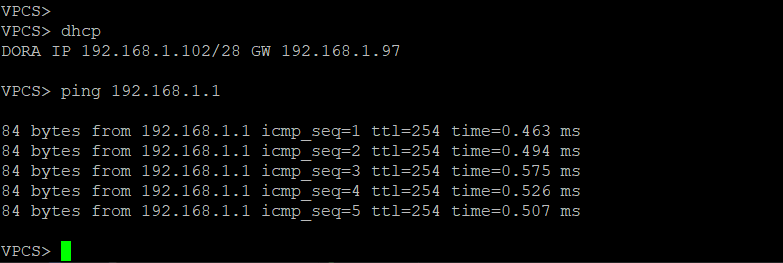 VPCS>
VPCS> dhcp
DORA IP 192.168.1.102/28 GW 192.168.1.97
VPCS> ping 192.168.1.1
84 bytes from 192.168.1.1 icmp_seq=1 ttl=254 time=0.463 ms
84 bytes from 192.168.1.1 icmp_seq=2 ttl=254 time=0.494 ms
84 bytes from 192.168.1.1 icmp_seq=3 ttl=254 time=0.575 ms
84 bytes from 192.168.1.1 icmp_seq=4 ttl=254 time=0.526 ms
84 bytes from 192.168.1.1 icmp_seq=5 ttl=254 time=0.507 ms
VPCS>